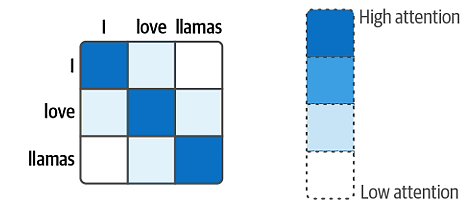 I love llamas
I
love
llamas
High attention
Low attention